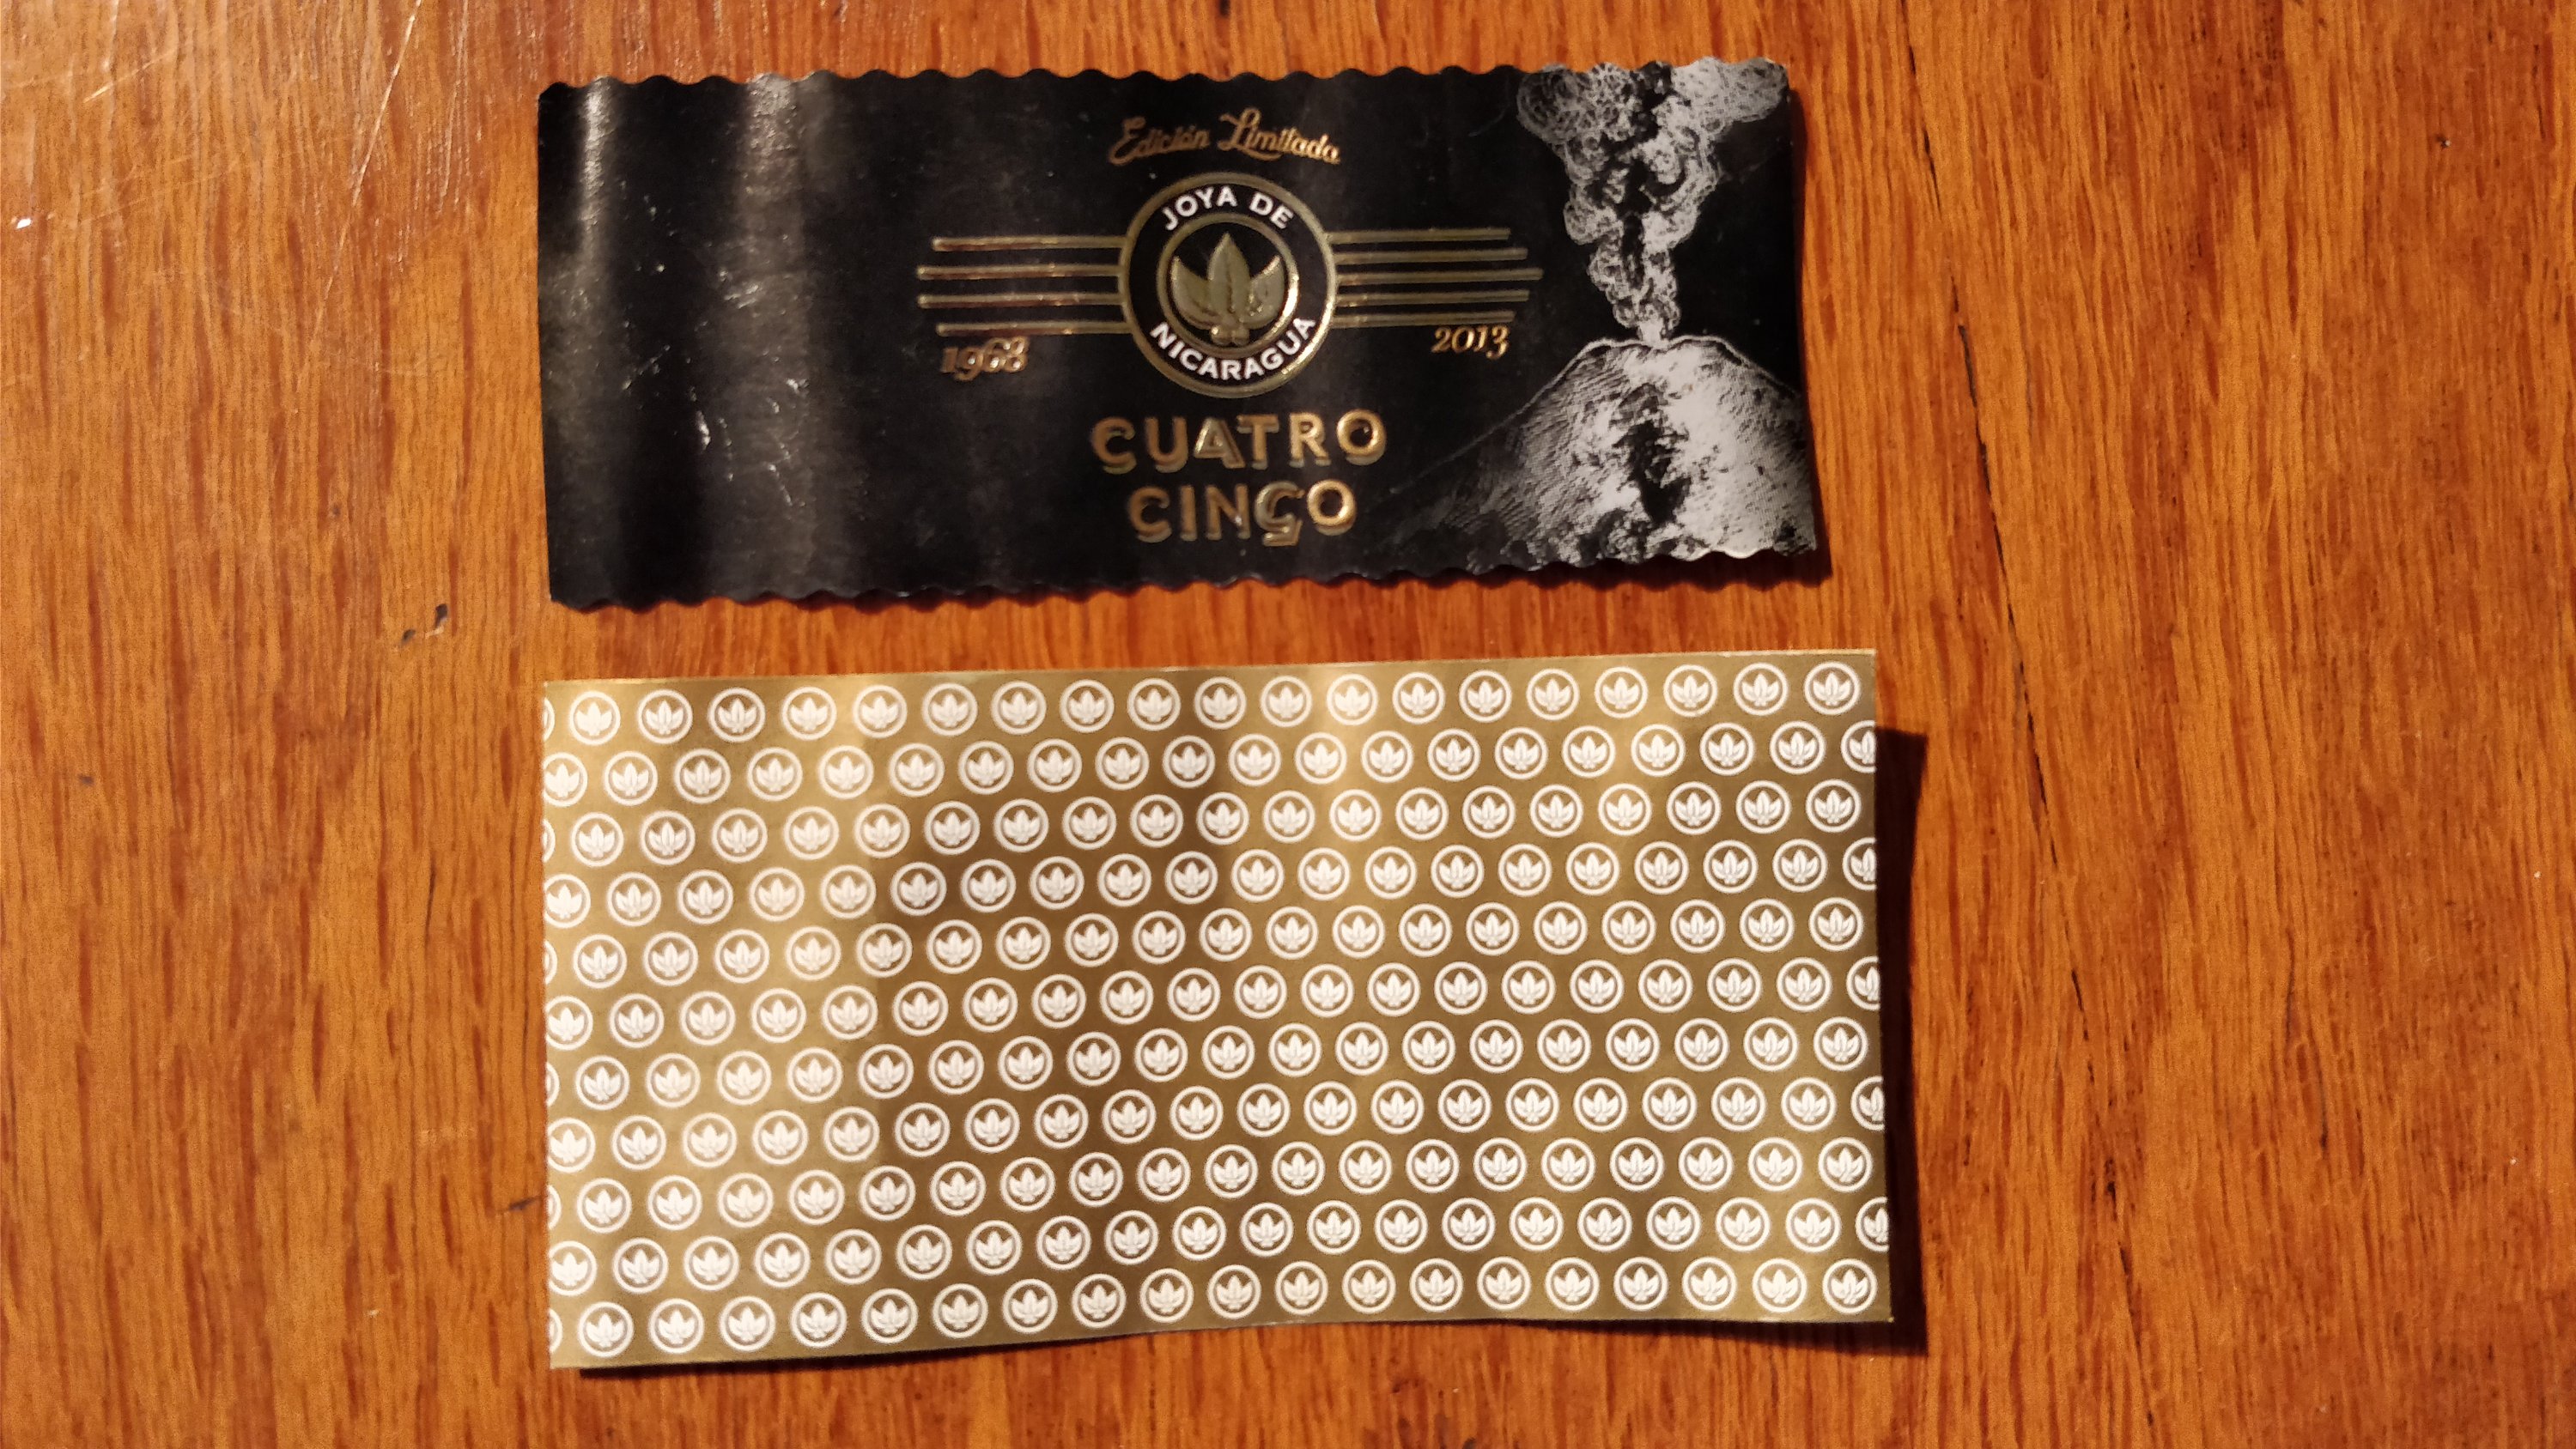 Edición Limitada
JOYA DE
NICARAGUA
1968 2013
CUATRO
CINCO